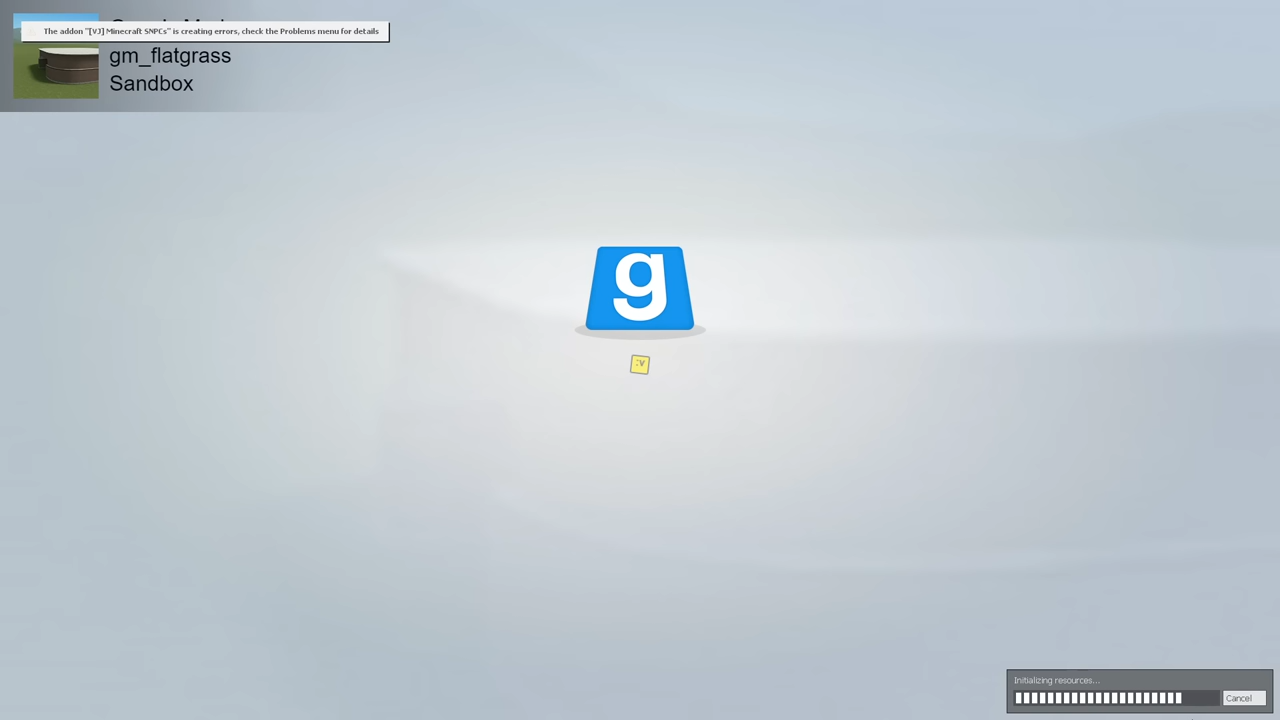 The addon "[VJ] Minecraft SNPCs" is creating errors, check the Problems menu for details
gm_flatgrass
Sandbox
g
:v
Initializing resources...
Cancel